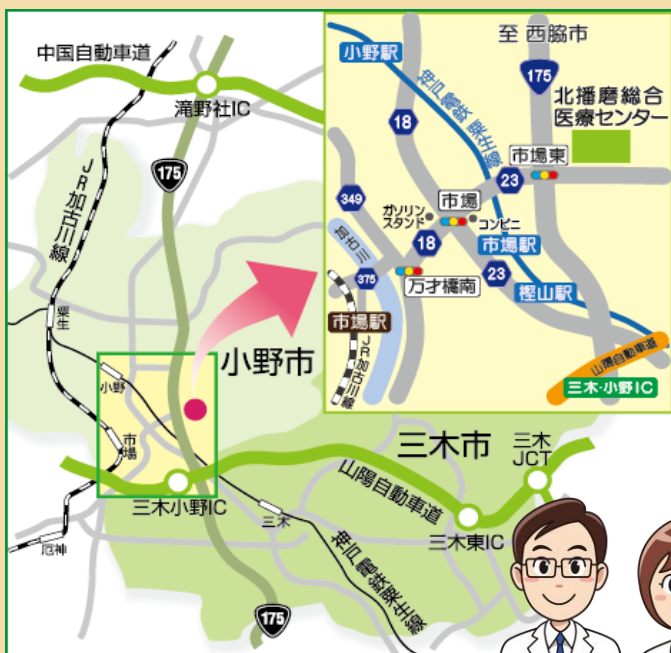 中国自動車道
滝野社IC
175
JR加古川線
粟生
小野
市場
厄神
小野市
三木小野IC
三木市
山陽自動車道
三木
JCT
三木東IC
三木
神戸電鉄粟生線
175
至 西脇市
小野駅
神戸電鉄粟生線
175
18
北播磨総合
医療センター
市場東
23
349
ガソリン
スタンド
市場
コンビニ
加古川
18
市場駅
375
万才橋南
23
樫山駅
市場駅
JR加古川線
山陽自動車道
三木・小野IC